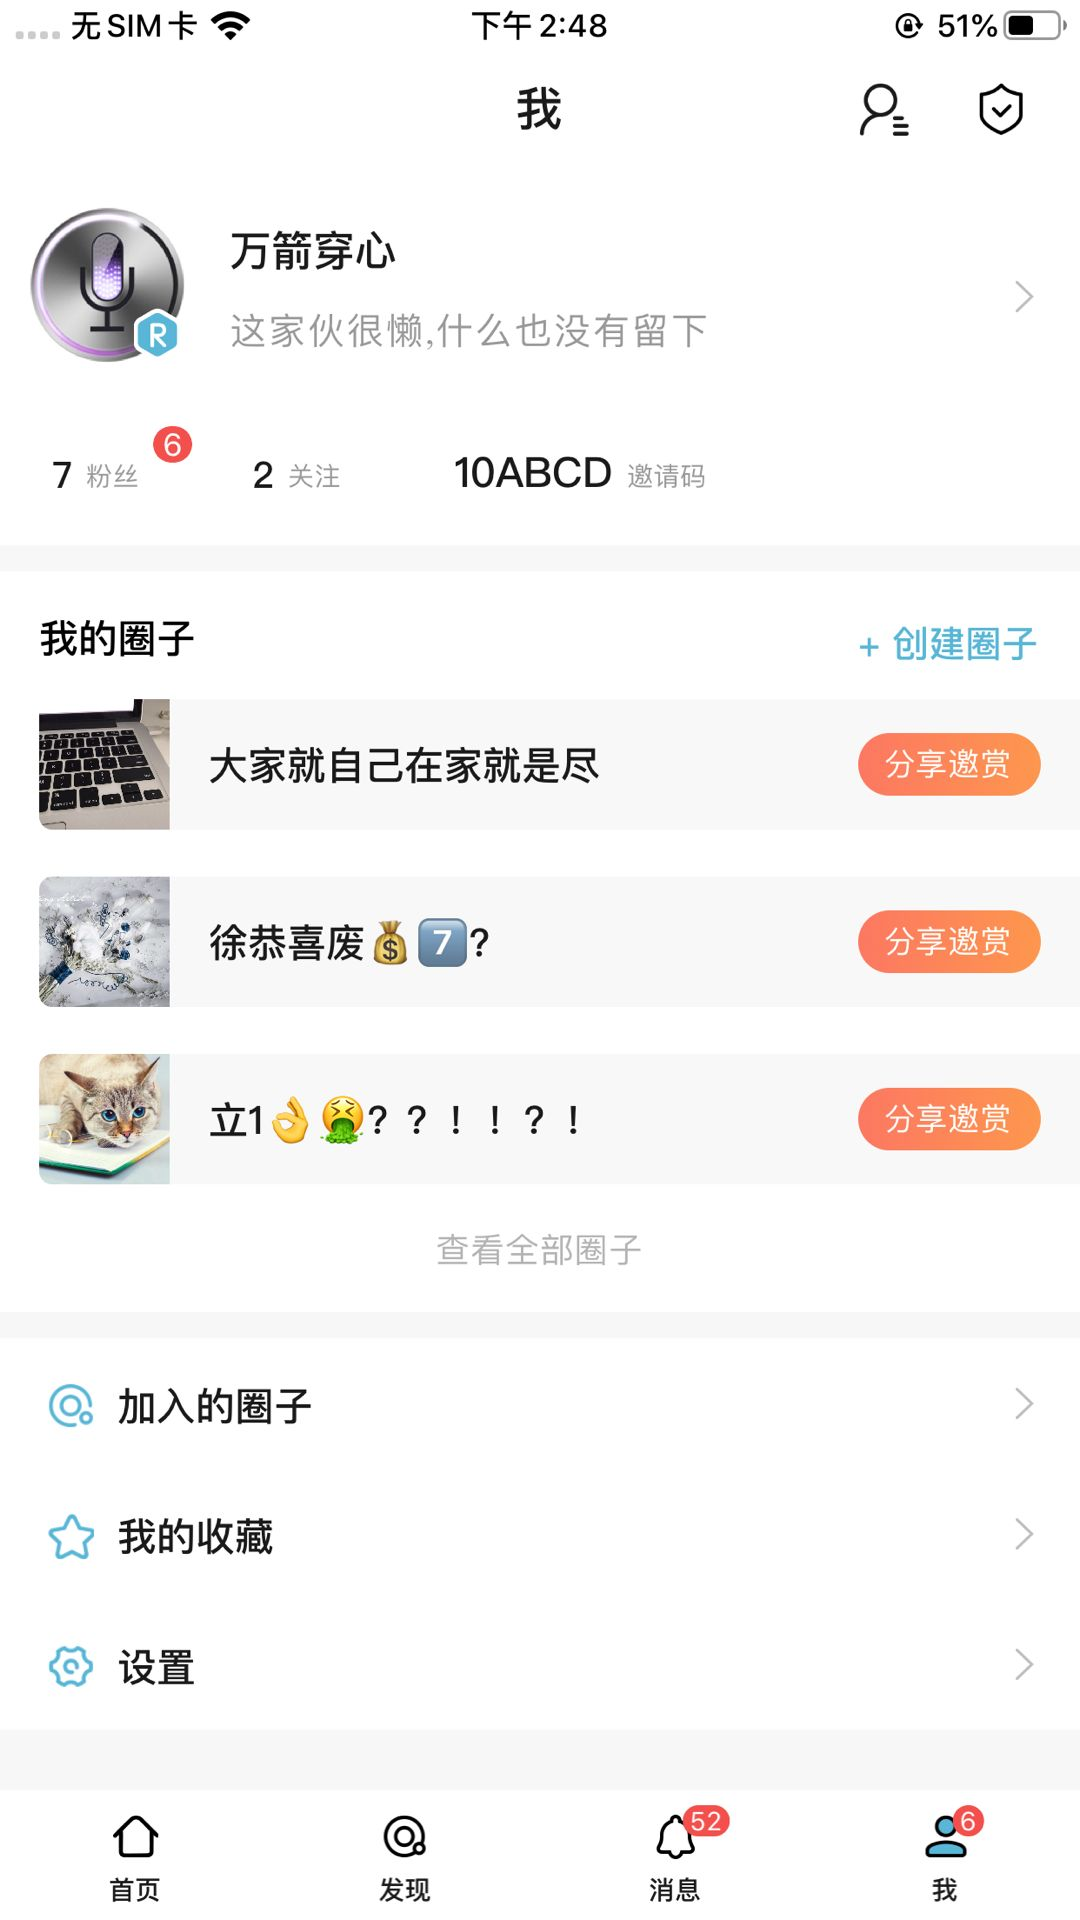 无SIM卡 下午2:48 51%
我
万箭穿心
R
这家伙很懒,什么也没有留下
6
7 粉丝 2 关注 10ABCD 邀请码
我的圈子 + 创建圈子
大家就自己在家就是尽 分享邀赏
徐恭喜废💰7️⃣? 分享邀赏
立1👌🤮？？！！？！ 分享邀赏
查看全部圈子
加入的圈子
我的收藏
设置
52 6
首页 发现 消息 我